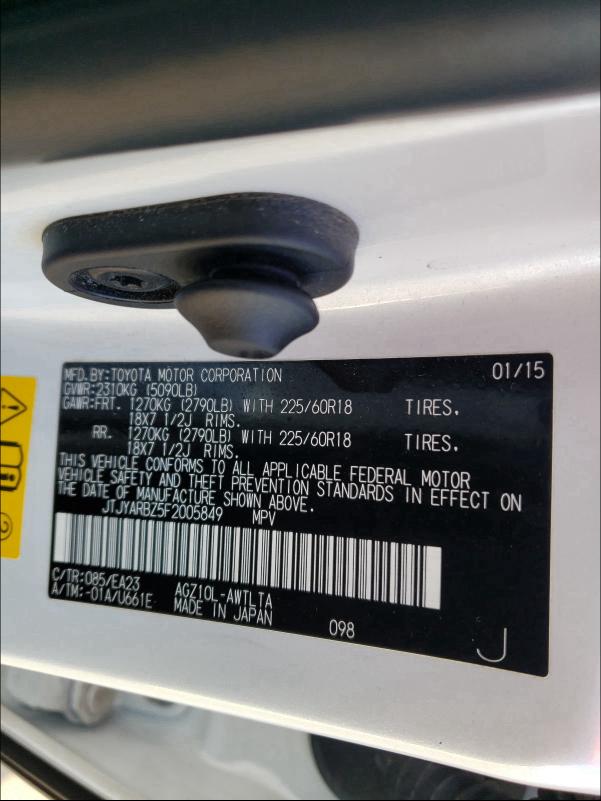 MFD.BY:TOYOTA MOTOR CORPORATION 01/15
GVWR:2310KG (5090LB)
GAWR:FRT. 1270KG (2790LB) WITH 225/60R18 TIRES,
18X7 1/2J RIMS.
RR. 1270KG (2790LB) WITH 225/60R18 TIRES,
18X7 1/2J RIMS.
THIS VEHICLE CONFORMS TO ALL APPLICABLE FEDERAL MOTOR
VEHICLE SAFETY AND THEFT PREVENTION STANDARDS IN EFFECT ON
THE DATE OF MANUFACTURE SHOWN ABOVE.
JTJYARBZ5F2005849 MPV
C/TR:085/EA23 AGZ10L-AWTLTA
A/TM:-01A/U661E MADE IN JAPAN
098
J
2